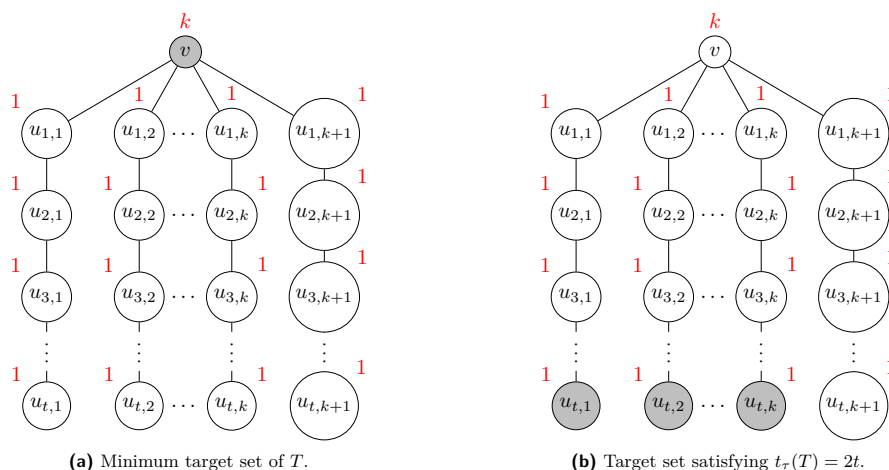 k k
v v
1 1 1 1 1 1 1 1
u1,1 u1,2 ··· u1,k u1,k+1 u1,1 u1,2 ··· u1,k u1,k+1
1 1 1 1 1 1 1 1
u2,1 u2,2 ··· u2,k u2,k+1 u2,1 u2,2 ··· u2,k u2,k+1
1 1 1 1 1 1 1 1
u3,1 u3,2 ··· u3,k u3,k+1 u3,1 u3,2 ··· u3,k u3,k+1
⋮ ⋮ ⋮ ⋮ ⋮ ⋮ ⋮ ⋮
1 1 1 1 1 1 1 1
ut,1 ut,2 ··· ut,k ut,k+1 ut,1 ut,2 ··· ut,k ut,k+1
(a) Minimum target set of T. (b) Target set satisfying tτ(T) = 2t.